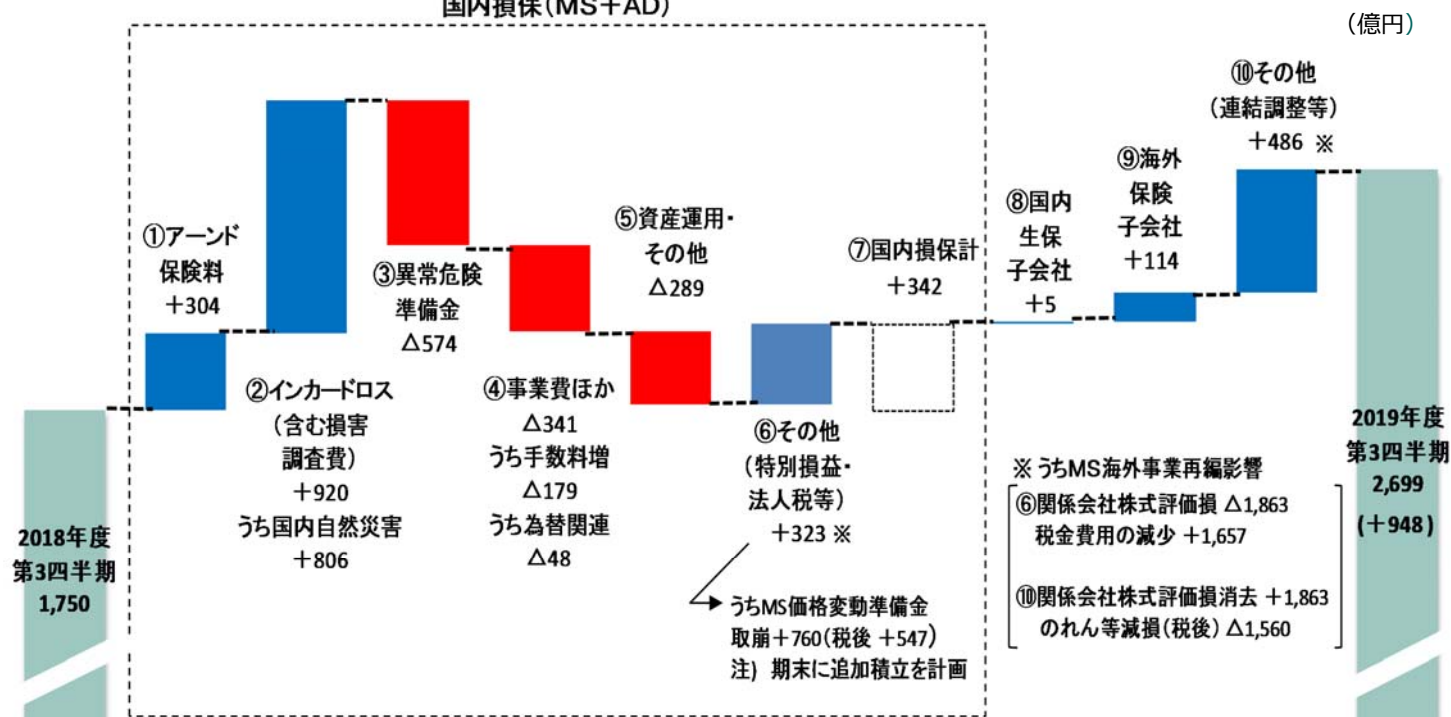 国内損保(MS+AD)
(億円)
①アーンド
保険料
+304
②インカードロス
(含む損害
調査費)
+920
うち国内自然災害
+806
③異常危険
準備金
△574
④事業費ほか
△341
うち手数料増
△179
うち為替関連
△48
⑤資産運用・
その他
△289
⑥その他
(特別損益・
法人税等)
+323 ※
うちMS価格変動準備金
取崩+760(税後 +547)
注) 期末に追加積立を計画
⑦国内損保計
+342
⑧国内
生保
子会社
+5
⑨海外
保険
子会社
+114
⑩その他
(連結調整等)
+486 ※
※ うちMS海外事業再編影響
⑥関係会社株式評価損 △1,863
税金費用の減少 +1,657
⑩関係会社株式評価損消去 +1,863
のれん等減損(税後) △1,560
2018年度
第3四半期
1,750
2019年度
第3四半期
2,699
(+948)